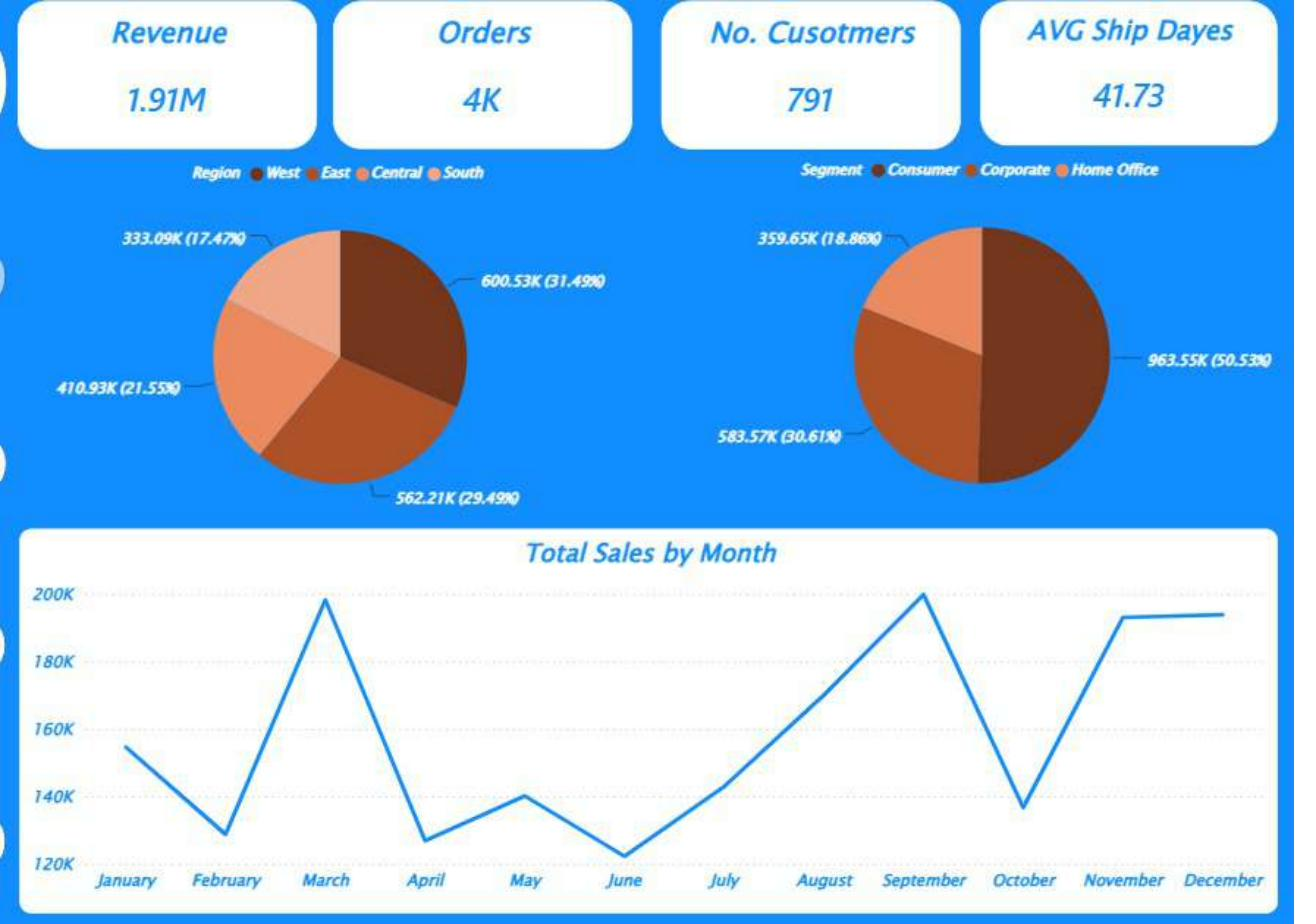 Revenue
1.91M
Orders
4K
No. Cusotmers
791
AVG Ship Dayes
41.73
Region West East Central South
333.09K (17.47%)
600.53K (31.49%)
410.93K (21.55%)
562.21K (29.49%)
Segment Consumer Corporate Home Office
359.65K (18.86%)
963.55K (50.53%)
583.57K (30.61%)
Total Sales by Month
200K
180K
160K
140K
120K
January February March April May June July August September October November December